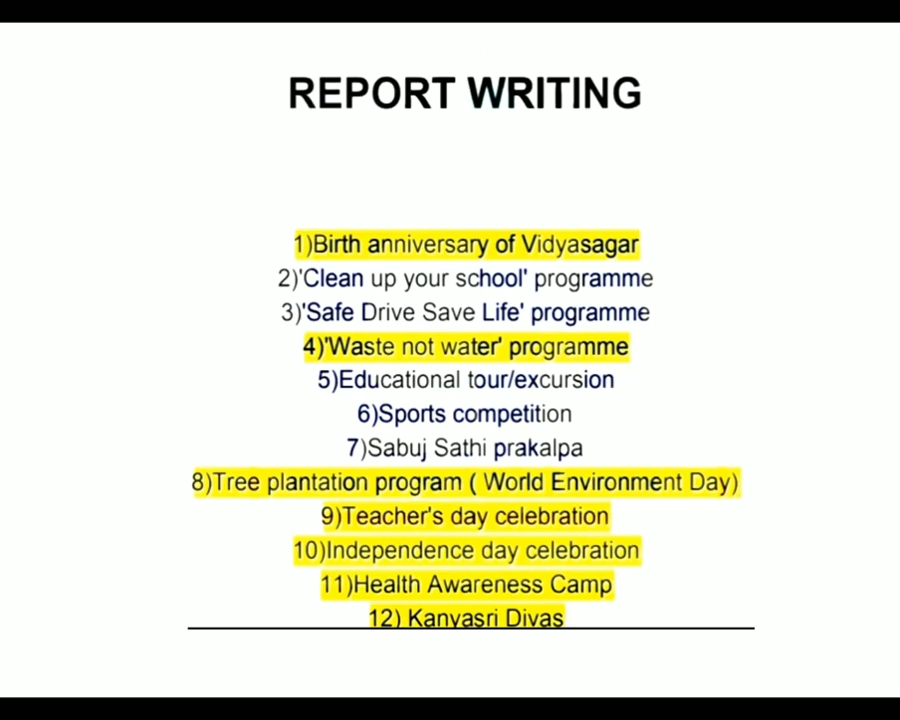 REPORT WRITING
1)Birth anniversary of Vidyasagar
2)'Clean up your school' programme
3)'Safe Drive Save Life' programme
4)'Waste not water' programme
5)Educational tour/excursion
6)Sports competition
7)Sabuj Sathi prakalpa
8)Tree plantation program ( World Environment Day)
9)Teacher's day celebration
10)Independence day celebration
11)Health Awareness Camp
12) Kanyasri Divas